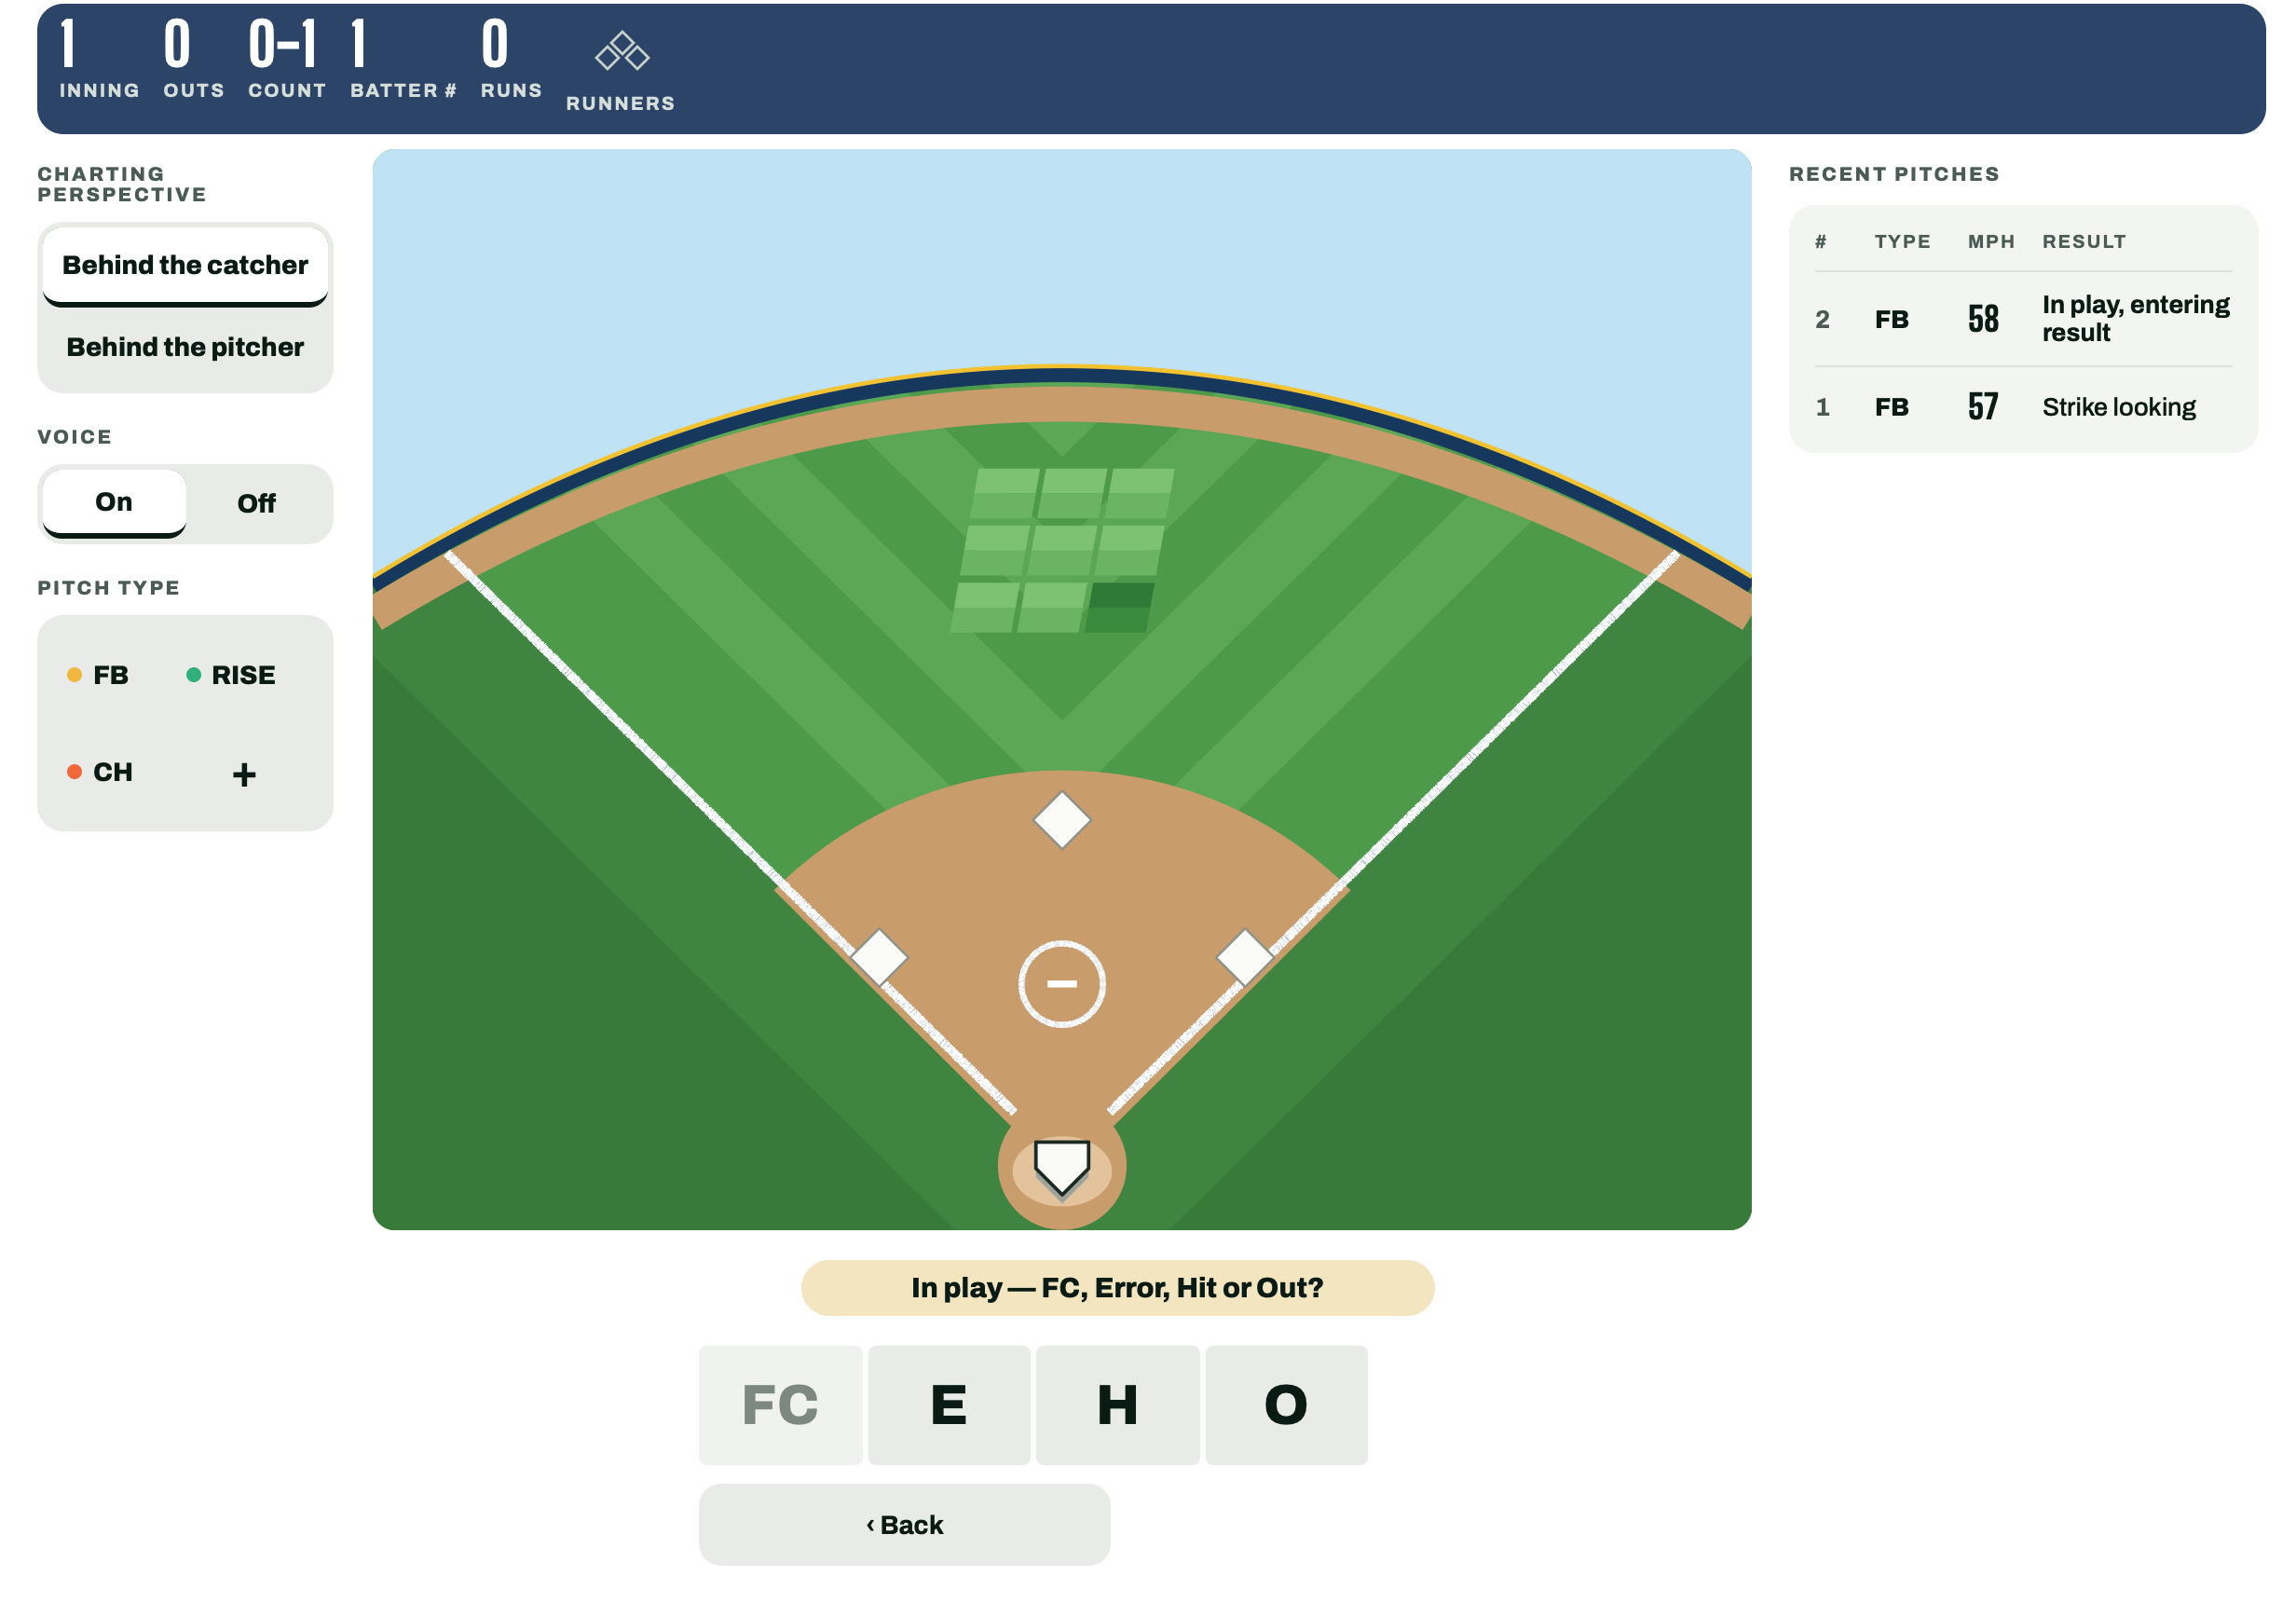 1 0 0–1 1 0
INNING OUTS COUNT BATTER # RUNS RUNNERS
CHARTING
PERSPECTIVE
Behind the catcher
Behind the pitcher
VOICE
On Off
PITCH TYPE
FB RISE
CH +
RECENT PITCHES
# TYPE MPH RESULT
2 FB 58 In play, entering
result
1 FB 57 Strike looking
In play — FC, Error, Hit or Out?
FC E H O
‹ Back